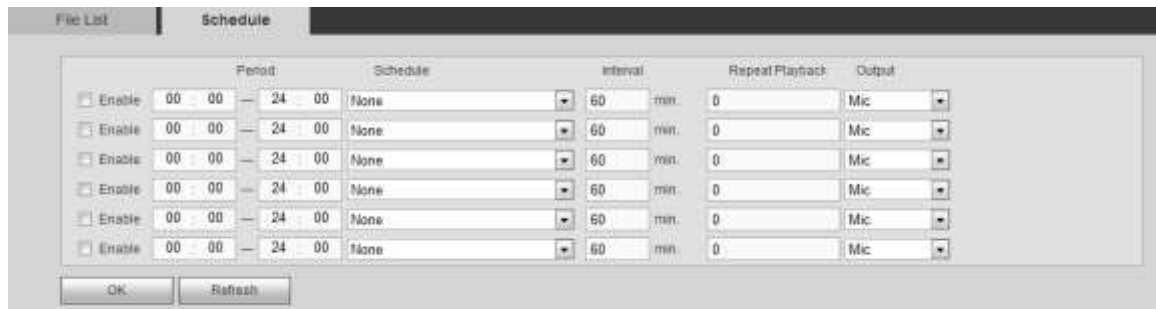 File List Schedule
Period Schedule Interval Repeat Playback Output
Enable 00 : 00 — 24 : 00 None 60 min. 0 Mic
Enable 00 : 00 — 24 : 00 None 60 min. 0 Mic
Enable 00 : 00 — 24 : 00 None 60 min. 0 Mic
Enable 00 : 00 — 24 : 00 None 60 min. 0 Mic
Enable 00 : 00 — 24 : 00 None 60 min. 0 Mic
Enable 00 : 00 — 24 : 00 None 60 min. 0 Mic
OK Refresh